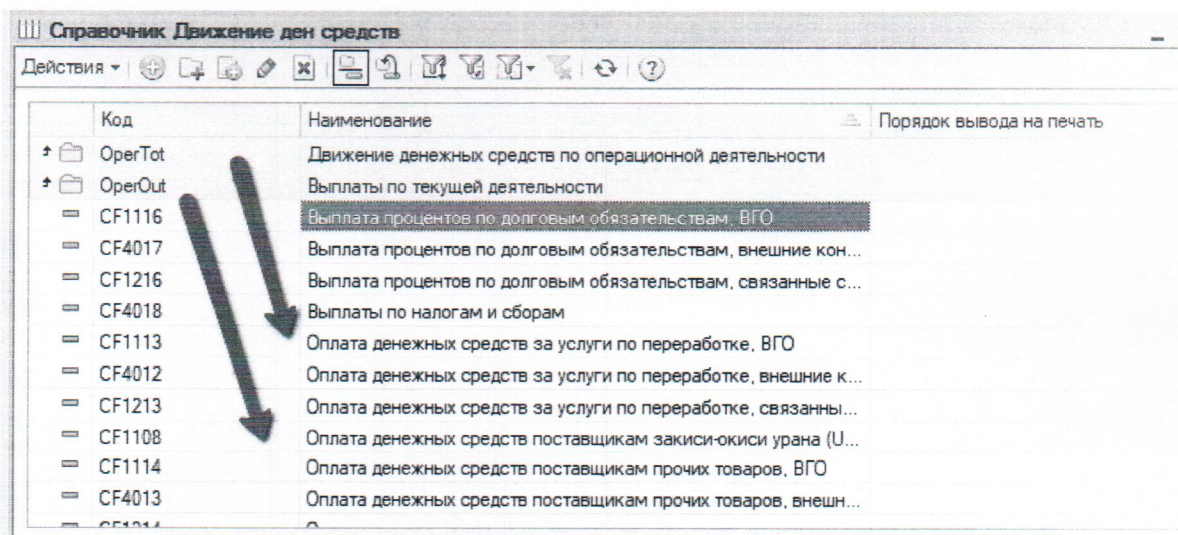 Справочник Движение ден средств
Действия
Код Наименование Порядок вывода на печать
OperTot Движение денежных средств по операционной деятельности
OperOut Выплаты по текущей деятельности
CF1116 Выплата процентов по долговым обязательствам, ВГО
CF4017 Выплата процентов по долговым обязательствам, внешние кон...
CF1216 Выплата процентов по долговым обязательствам, связанные с...
CF4018 Выплаты по налогам и сборам
CF1113 Оплата денежных средств за услуги по переработке, ВГО
CF4012 Оплата денежных средств за услуги по переработке, внешние к...
CF1213 Оплата денежных средств за услуги по переработке, связанны...
CF1108 Оплата денежных средств поставщикам закиси-окиси урана (U...
CF1114 Оплата денежных средств поставщикам прочих товаров, ВГО
CF4013 Оплата денежных средств поставщикам прочих товаров, внешн...